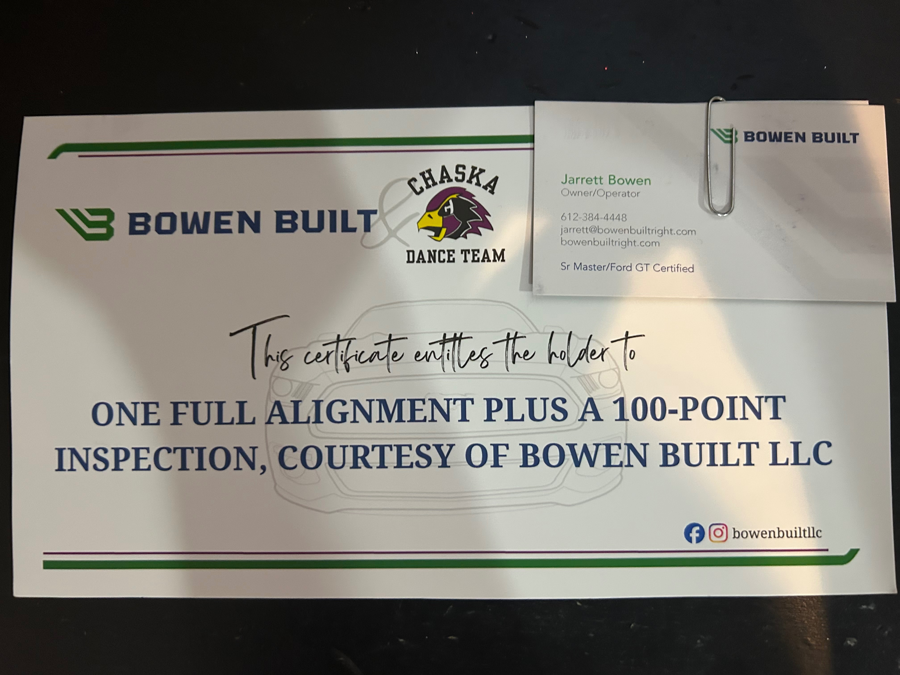 BOWEN BUILT
&
CHASKA
DANCE TEAM
BOWEN BUILT
Jarrett Bowen
Owner/Operator
612-384-4448
jarrett@bowenbuiltright.com
bowenbuiltright.com
Sr Master/Ford GT Certified
This certificate entitles the holder to
ONE FULL ALIGNMENT PLUS A 100-POINT
INSPECTION, COURTESY OF BOWEN BUILT LLC
bowenbuiltllc